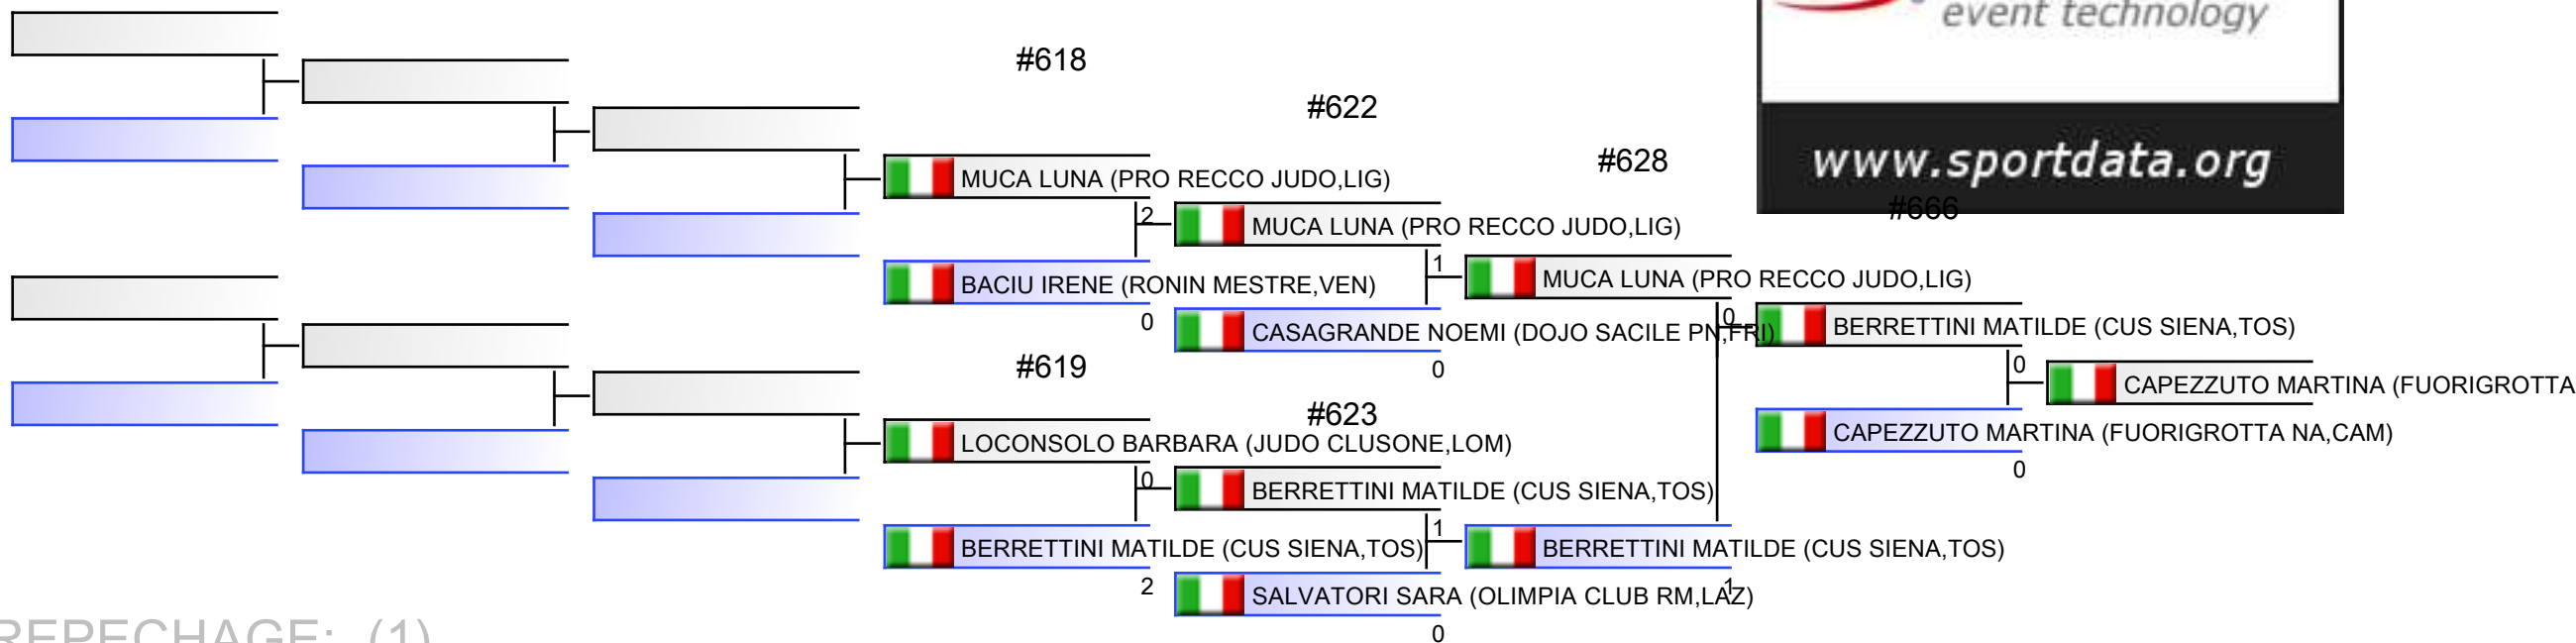 event technology
www.sportdata.org
#618
#622
#628
#666
MUCA LUNA (PRO RECCO JUDO,LIG)
2
MUCA LUNA (PRO RECCO JUDO,LIG)
BACIU IRENE (RONIN MESTRE,VEN)
0
1
MUCA LUNA (PRO RECCO JUDO,LIG)
CASAGRANDE NOEMI (DOJO SACILE PN,FRI)
0
0
BERRETTINI MATILDE (CUS SIENA,TOS)
0
CAPEZZUTO MARTINA (FUORIGROTTA
CAPEZZUTO MARTINA (FUORIGROTTA NA,CAM)
0
#619
#623
LOCONSOLO BARBARA (JUDO CLUSONE,LOM)
0
BERRETTINI MATILDE (CUS SIENA,TOS)
BERRETTINI MATILDE (CUS SIENA,TOS)
2
1
BERRETTINI MATILDE (CUS SIENA,TOS)
1
SALVATORI SARA (OLIMPIA CLUB RM,LAZ)
0
REPECHAGE: (1)